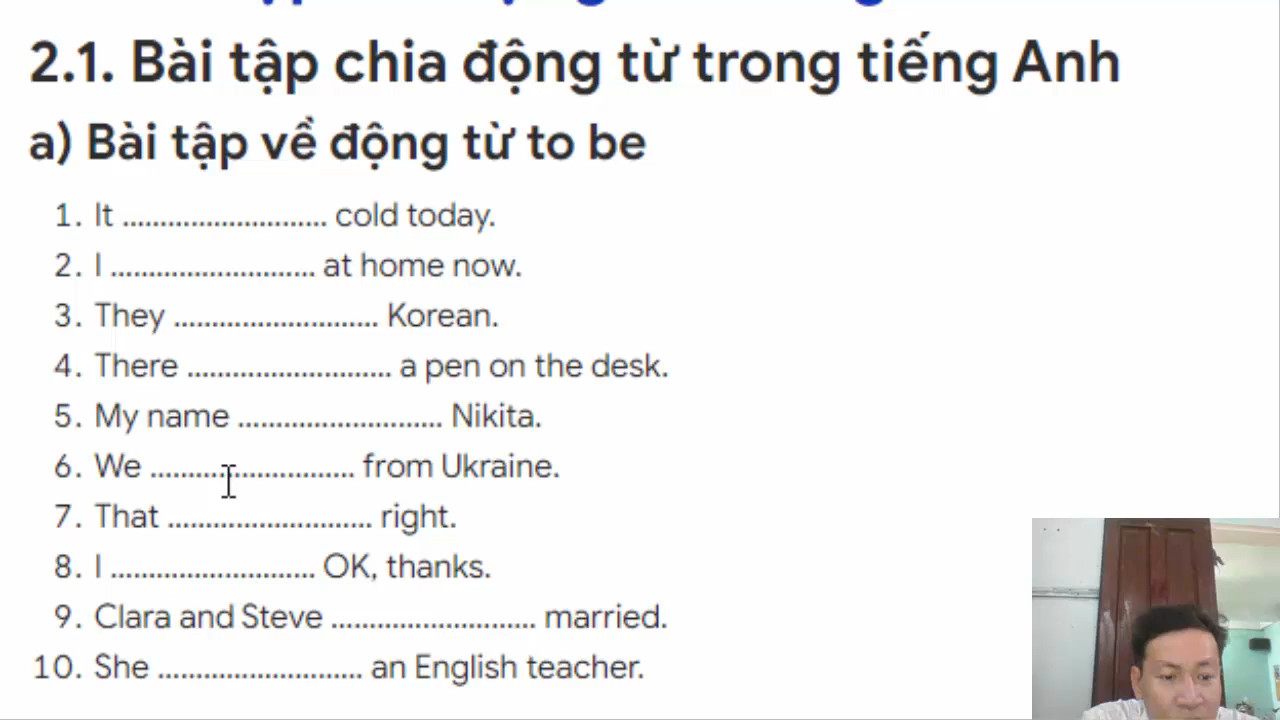 2.1. Bài tập chia động từ trong tiếng Anh
a) Bài tập về động từ to be
1. It ........................... cold today.
2. I ........................... at home now.
3. They ........................... Korean.
4. There ........................... a pen on the desk.
5. My name ........................... Nikita.
6. We ........................... from Ukraine.
7. That ........................... right.
8. I ........................... OK, thanks.
9. Clara and Steve ........................... married.
10. She ........................... an English teacher.